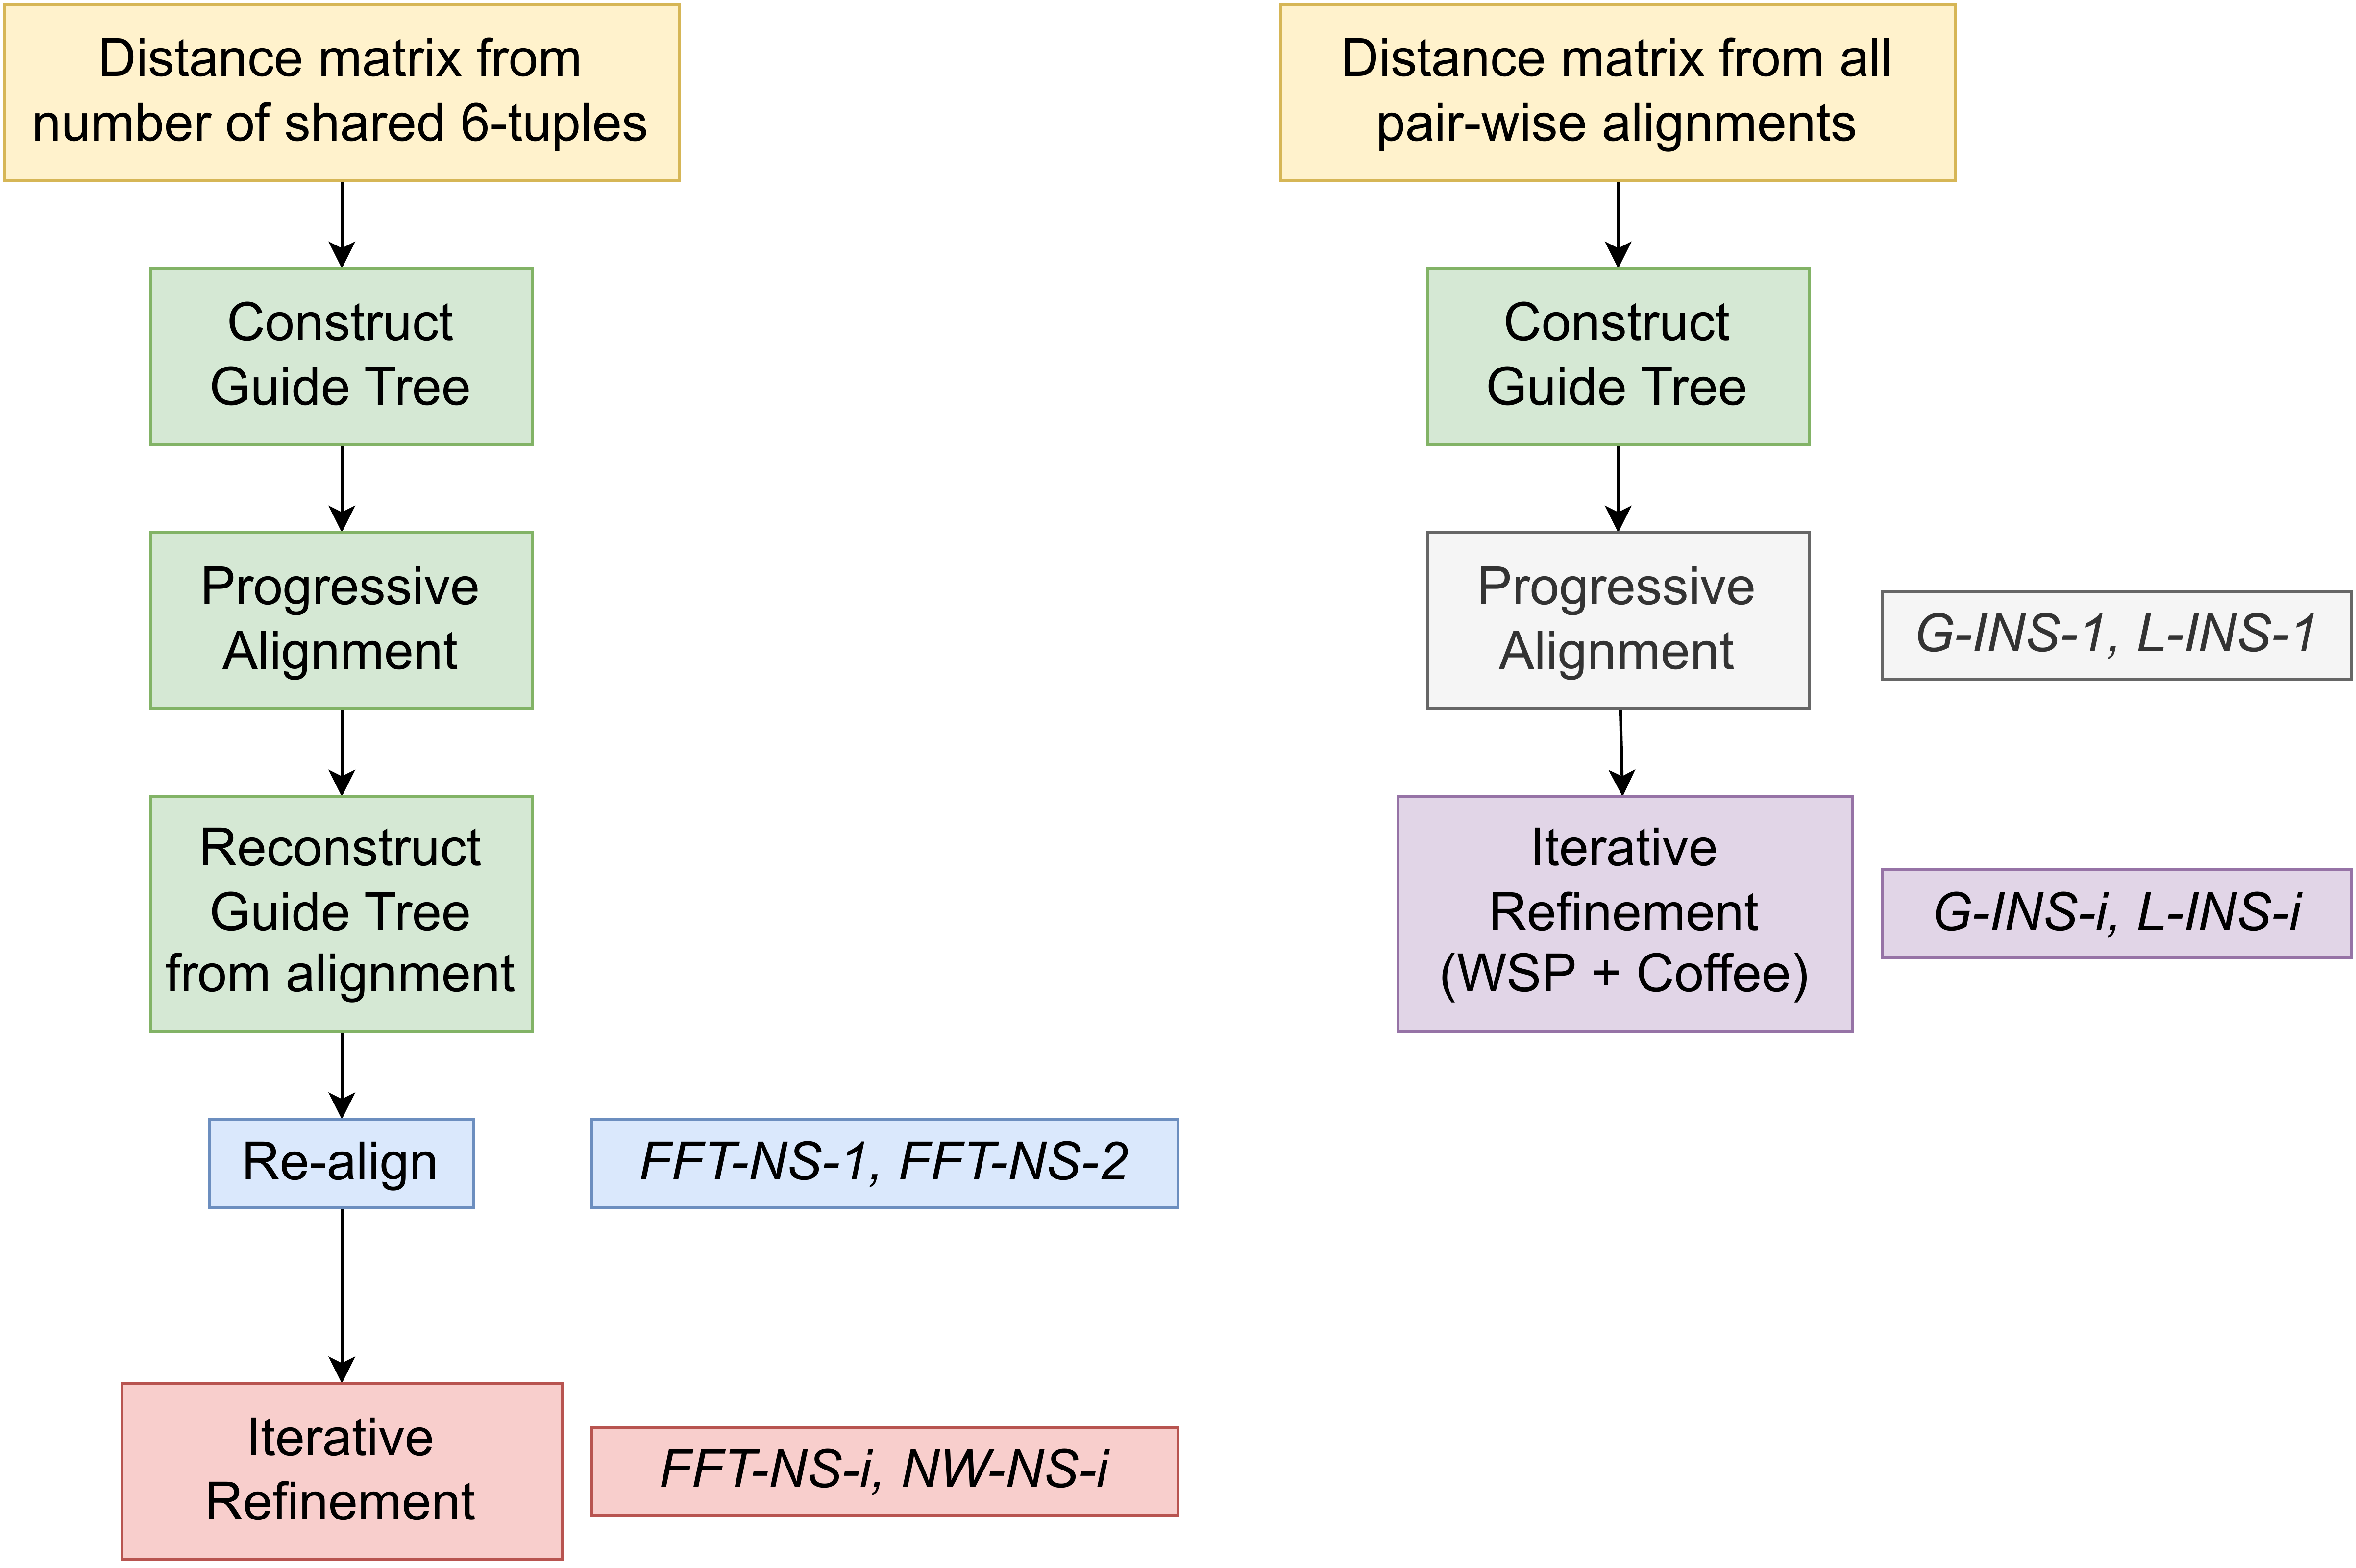 Distance matrix from
number of shared 6-tuples
Construct
Guide Tree
Progressive
Alignment
Reconstruct
Guide Tree
from alignment
Re-align
FFT-NS-1, FFT-NS-2
Iterative
Refinement
FFT-NS-i, NW-NS-i
Distance matrix from all
pair-wise alignments
Construct
Guide Tree
Progressive
Alignment
G-INS-1, L-INS-1
Iterative
Refinement
(WSP + Coffee)
G-INS-i, L-INS-i